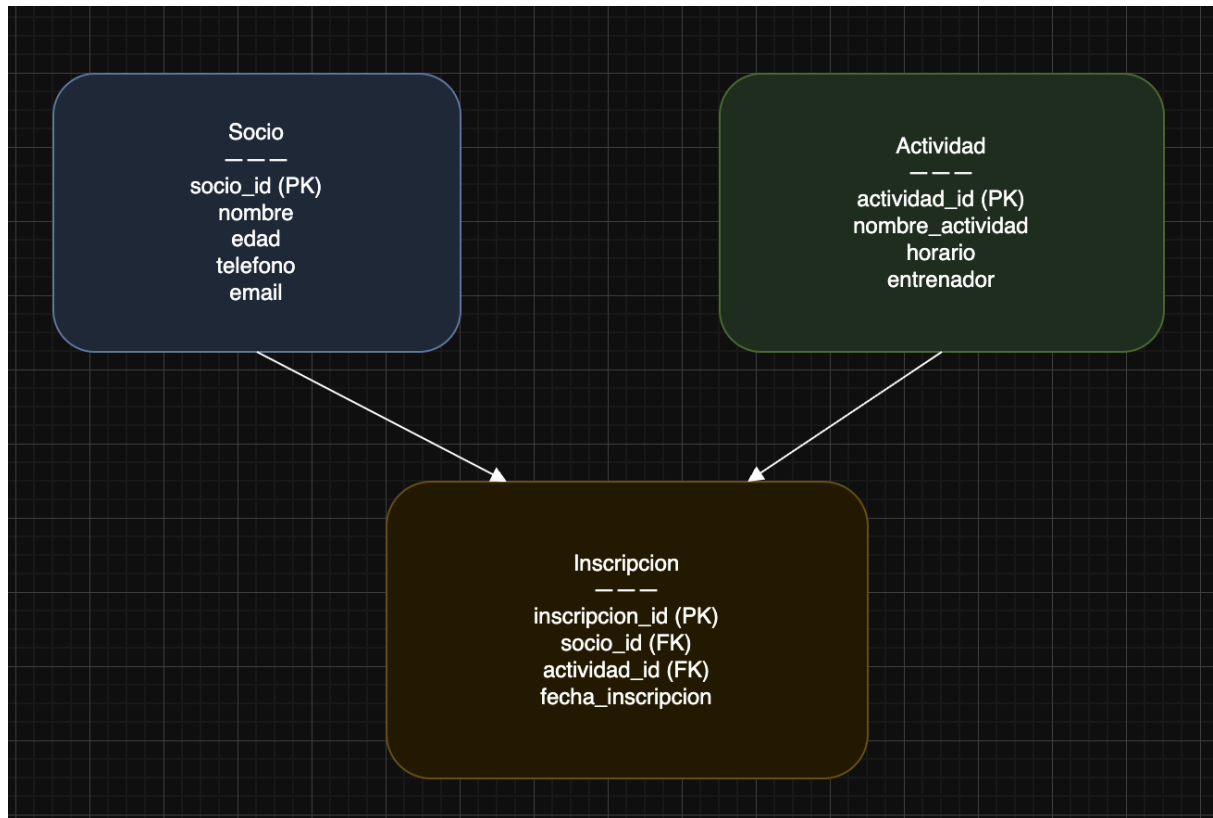 Socio
— — —
socio_id (PK)
nombre
edad
telefono
email
Actividad
— — —
actividad_id (PK)
nombre_actividad
horario
entrenador
Inscripcion
— — —
inscripcion_id (PK)
socio_id (FK)
actividad_id (FK)
fecha_inscripcion